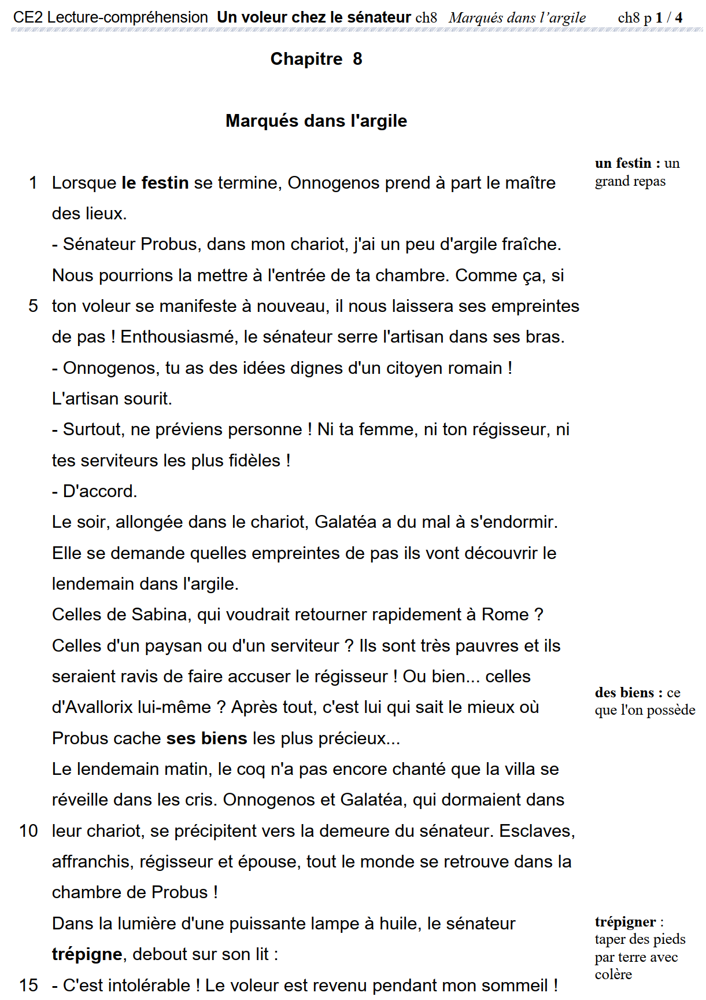 CE2 Lecture-compréhension Un voleur chez le sénateur ch8 Marqués dans l’argile ch8 p 1 / 4
Chapitre 8
Marqués dans l'argile
un festin : un
grand repas
1 Lorsque le festin se termine, Onnogenos prend à part le maître
des lieux.
- Sénateur Probus, dans mon chariot, j'ai un peu d'argile fraîche.
Nous pourrions la mettre à l'entrée de ta chambre. Comme ça, si
5 ton voleur se manifeste à nouveau, il nous laissera ses empreintes
de pas ! Enthousiasmé, le sénateur serre l'artisan dans ses bras.
- Onnogenos, tu as des idées dignes d'un citoyen romain !
L'artisan sourit.
- Surtout, ne préviens personne ! Ni ta femme, ni ton régisseur, ni
tes serviteurs les plus fidèles !
- D'accord.
Le soir, allongée dans le chariot, Galatéa a du mal à s'endormir.
Elle se demande quelles empreintes de pas ils vont découvrir le
lendemain dans l'argile.
Celles de Sabina, qui voudrait retourner rapidement à Rome ?
Celles d'un paysan ou d'un serviteur ? Ils sont très pauvres et ils
seraient ravis de faire accuser le régisseur ! Ou bien... celles
d'Avallorix lui-même ? Après tout, c'est lui qui sait le mieux où
Probus cache ses biens les plus précieux...
des biens : ce
que l'on possède
Le lendemain matin, le coq n'a pas encore chanté que la villa se
réveille dans les cris. Onnogenos et Galatéa, qui dormaient dans
10 leur chariot, se précipitent vers la demeure du sénateur. Esclaves,
affranchis, régisseur et épouse, tout le monde se retrouve dans la
chambre de Probus !
Dans la lumière d'une puissante lampe à huile, le sénateur
trépigne, debout sur son lit :
15 - C'est intolérable ! Le voleur est revenu pendant mon sommeil !
trépigner :
taper des pieds
par terre avec
colère